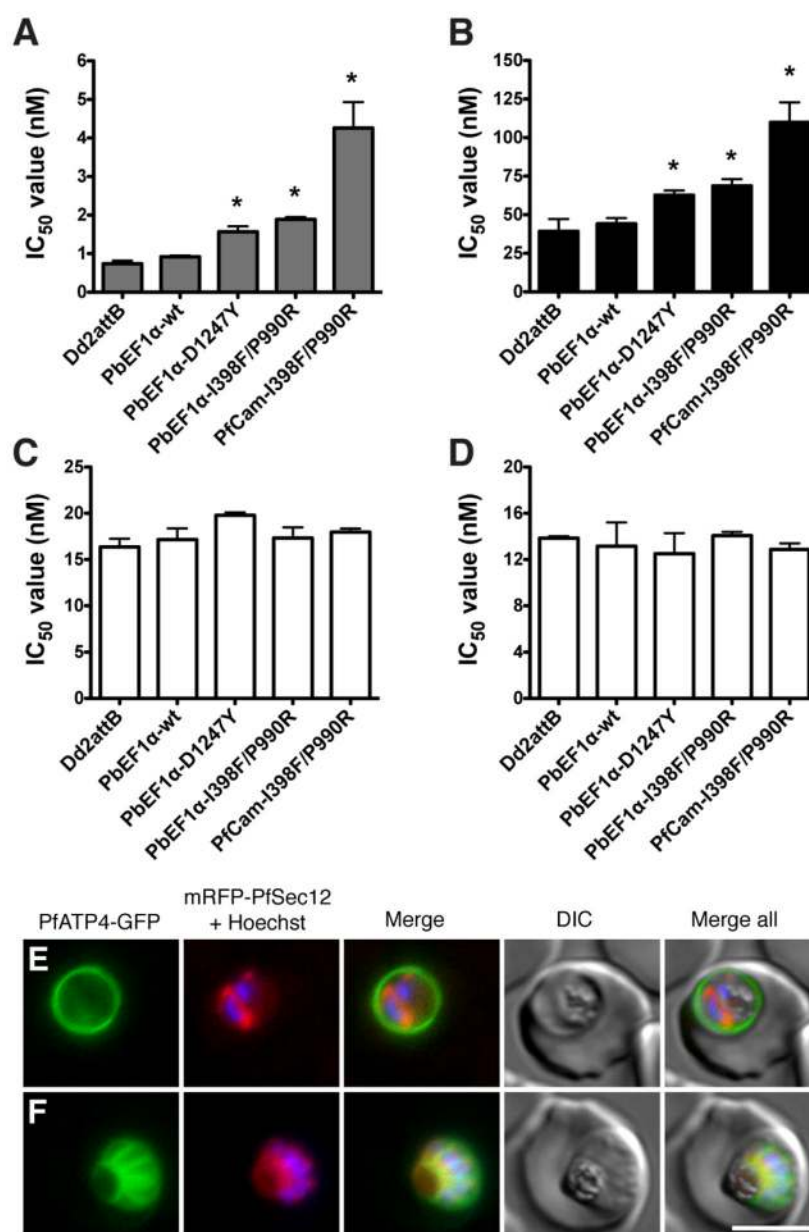 A
B
IC50 value (nM)
6
5
4
3
2
1
0
*
*
*
Dd2attB
PbEF1α-wt
PbEF1α-D1247Y
PbEF1α-I398F/P990R
PfCam-I398F/P990R
IC50 value (nM)
150
125
100
75
50
25
0
*
*
*
Dd2attB
PbEF1α-wt
PbEF1α-D1247Y
PbEF1α-I398F/P990R
PfCam-I398F/P990R
C
D
IC50 value (nM)
25
20
15
10
5
0
Dd2attB
PbEF1α-wt
PbEF1α-D1247Y
PbEF1α-I398F/P990R
PfCam-I398F/P990R
IC50 value (nM)
20
16
12
8
4
0
Dd2attB
PbEF1α-wt
PbEF1α-D1247Y
PbEF1α-I398F/P990R
PfCam-I398F/P990R
PfATP4-GFP
mRFP-PfSec12
+ Hoechst
Merge
DIC
Merge all
E
F